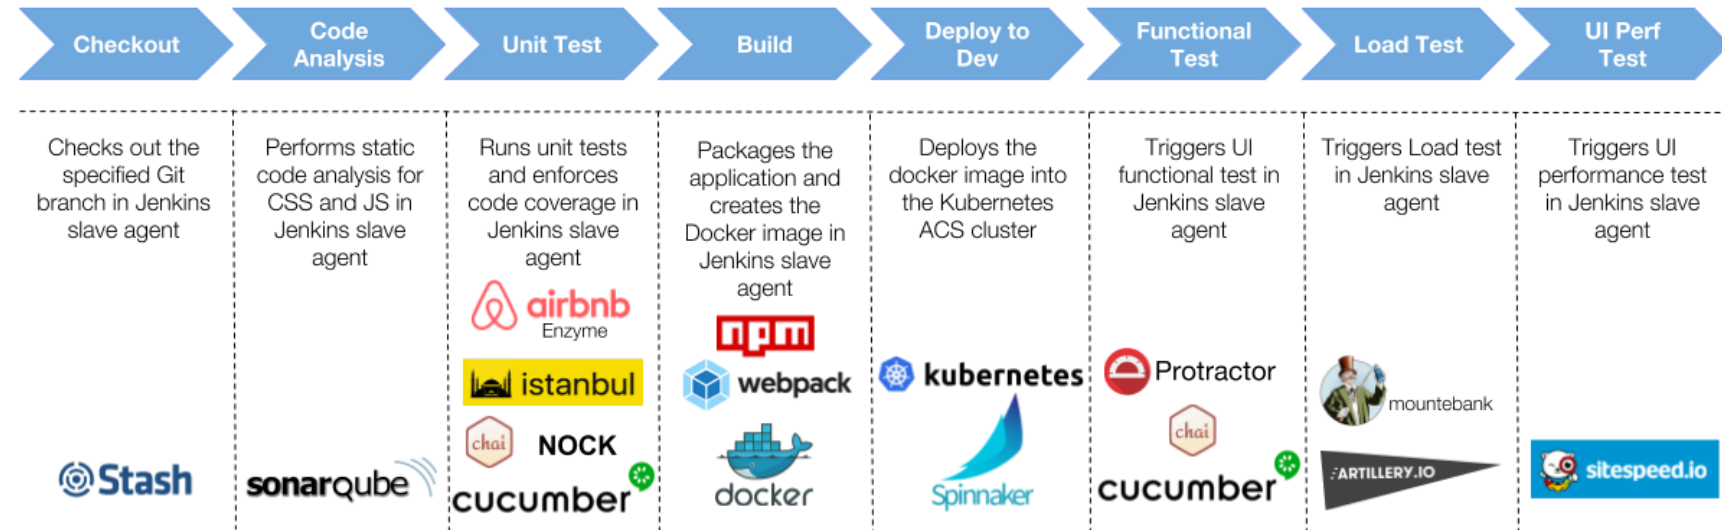 Checkout
Code
Analysis
Unit Test
Build
Deploy to
Dev
Functional
Test
Load Test
UI Perf
Test
Checks out the
specified Git
branch in Jenkins
slave agent
Performs static
code analysis for
CSS and JS in
Jenkins slave
agent
Runs unit tests
and enforces
code coverage in
Jenkins slave
agent
Packages the
application and
creates the
Docker image in
Jenkins slave
agent
Deploys the
docker image into
the Kubernetes
ACS cluster
Triggers UI
functional test in
Jenkins slave
agent
Triggers Load test
in Jenkins slave
agent
Triggers UI
performance test
in Jenkins slave
agent
Stash
sonarqube
airbnb
Enzyme
istanbul
chai
NOCK
cucumber
npm
webpack
docker
kubernetes
Spinnaker
Protractor
chai
cucumber
mountebank
ARTILLERY.IO
sitespeed.io